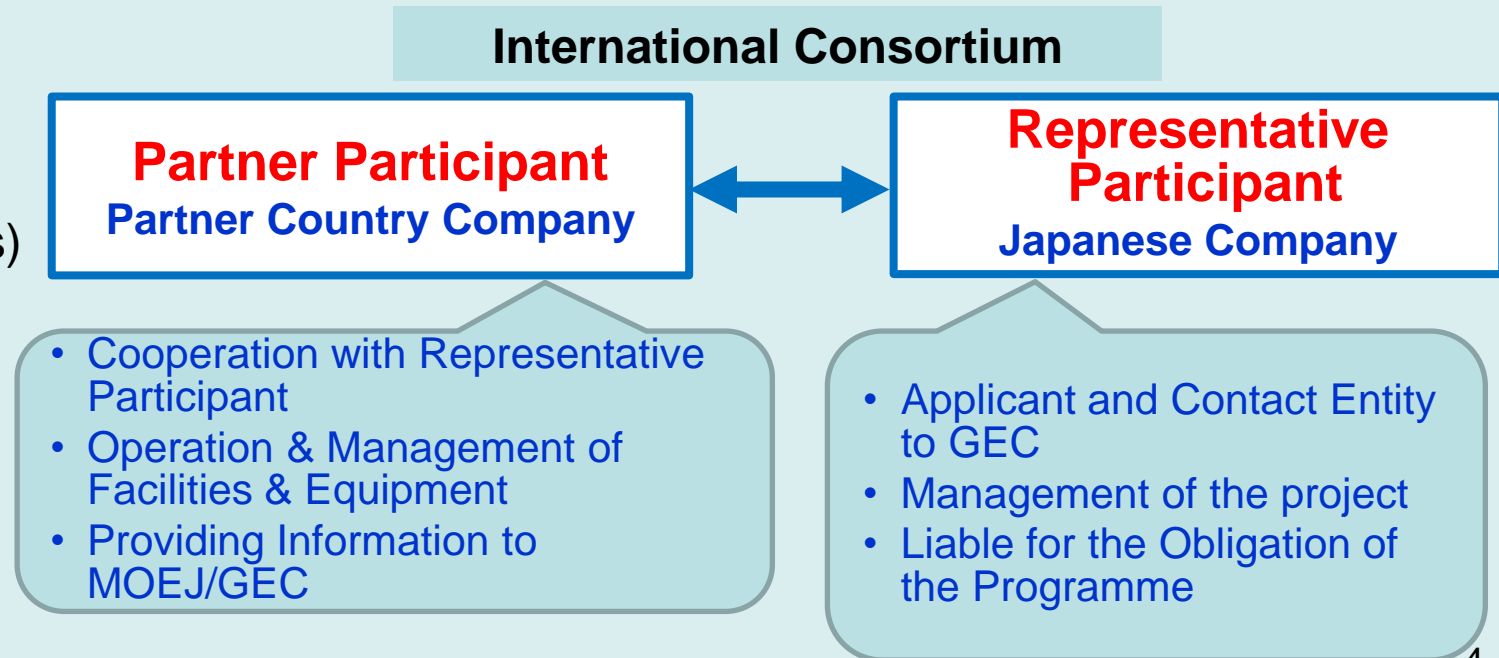 International Consortium
Partner Participant
Partner Country Company
s)
Representative
Participant
Japanese Company
• Cooperation with Representative
Participant
• Operation & Management of
Facilities & Equipment
• Providing Information to
MOEJ/GEC
• Applicant and Contact Entity
to GEC
• Management of the project
• Liable for the Obligation of
the Programme